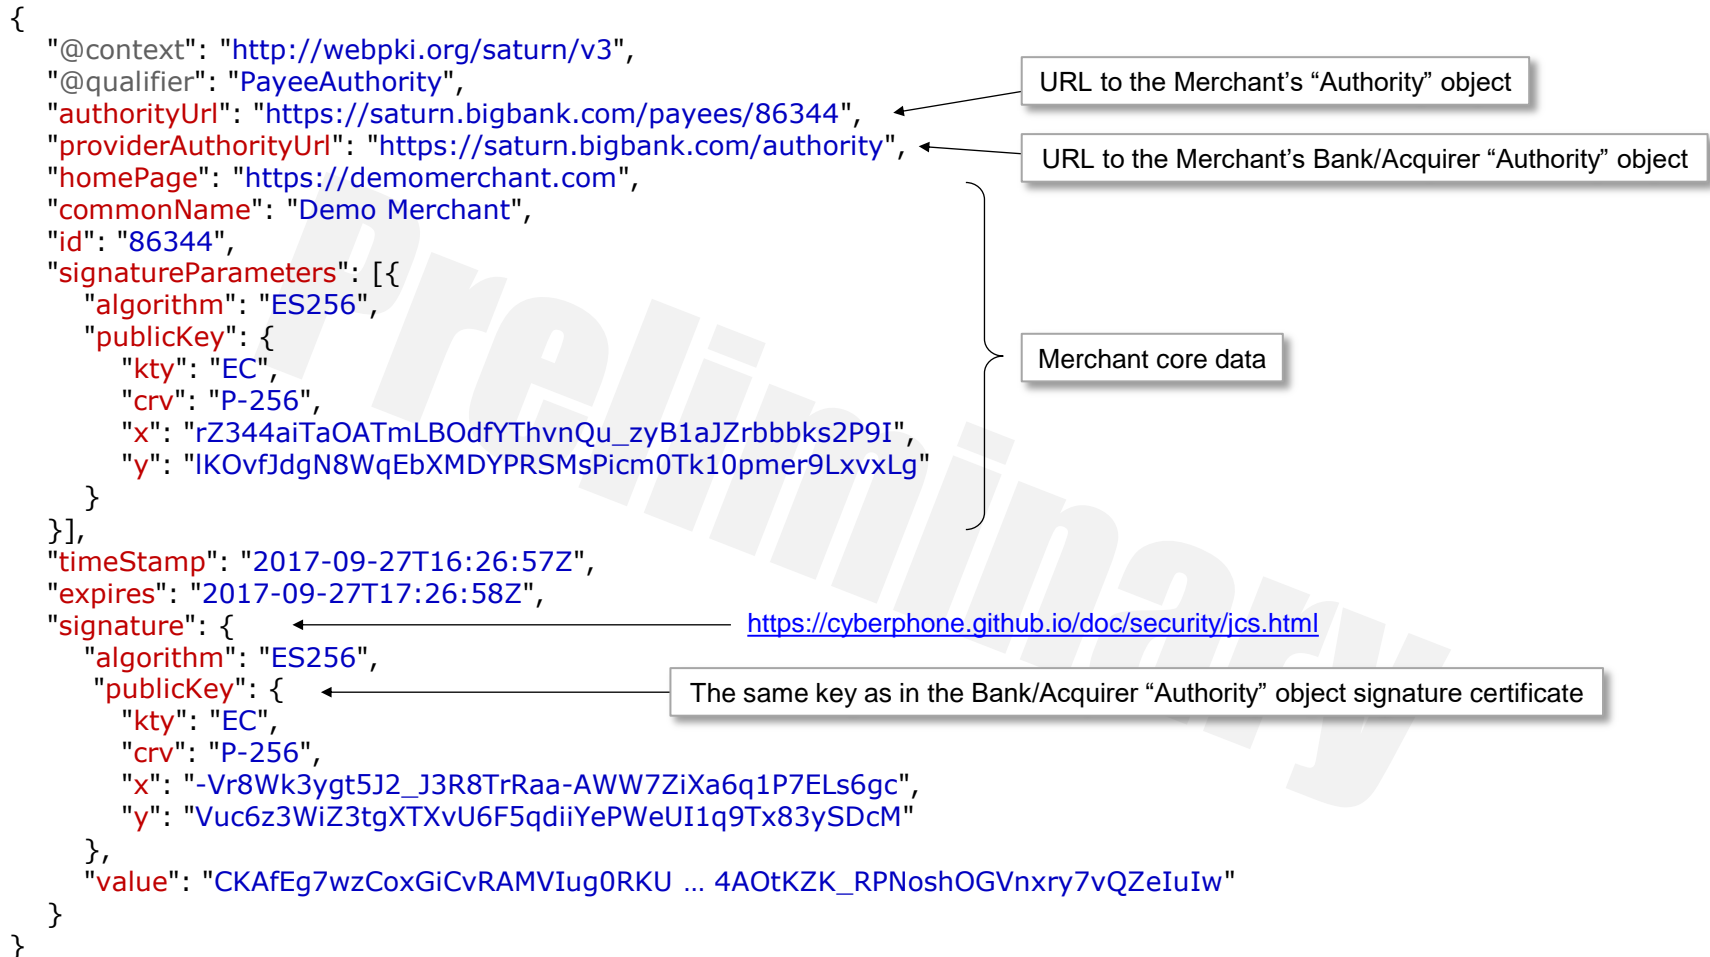 {
"@context": "http://webpki.org/saturn/v3",
"@qualifier": "PayeeAuthority",
"authorityUrl": "https://saturn.bigbank.com/payees/86344",
URL to the Merchant’s “Authority” object
"providerAuthorityUrl": "https://saturn.bigbank.com/authority",
URL to the Merchant’s Bank/Acquirer “Authority” object
"homePage": "https://demomerchant.com",
"commonName": "Demo Merchant",
"id": "86344",
"signatureParameters": [{
"algorithm": "ES256",
"publicKey": {
"kty": "EC",
"crv": "P-256",
"x": "rZ344aiTaOATmLBOdfYThvnQu_zyB1aJZrbbbks2P9I",
"y": "lKOvfJdgN8WqEbXMDYPRSMsPicm0Tk10pmer9LxvxLg"
}
}],
Merchant core data
"timeStamp": "2017-09-27T16:26:57Z",
"expires": "2017-09-27T17:26:58Z",
"signature": {
https://cyberphone.github.io/doc/security/jcs.html
"algorithm": "ES256",
"publicKey": {
The same key as in the Bank/Acquirer “Authority” object signature certificate
"kty": "EC",
"crv": "P-256",
"x": "-Vr8Wk3ygt5J2_J3R8TrRaa-AWW7ZiXa6q1P7ELs6gc",
"y": "Vuc6z3WiZ3tgXTXvU6F5qdiiYePWeUI1q9Tx83ySDcM"
},
"value": "CKAfEg7wzCoxGiCvRAMVIug0RKU … 4AOtKZK_RPNoshOGVnxry7vQZeIuIw"
}
}
Preliminary